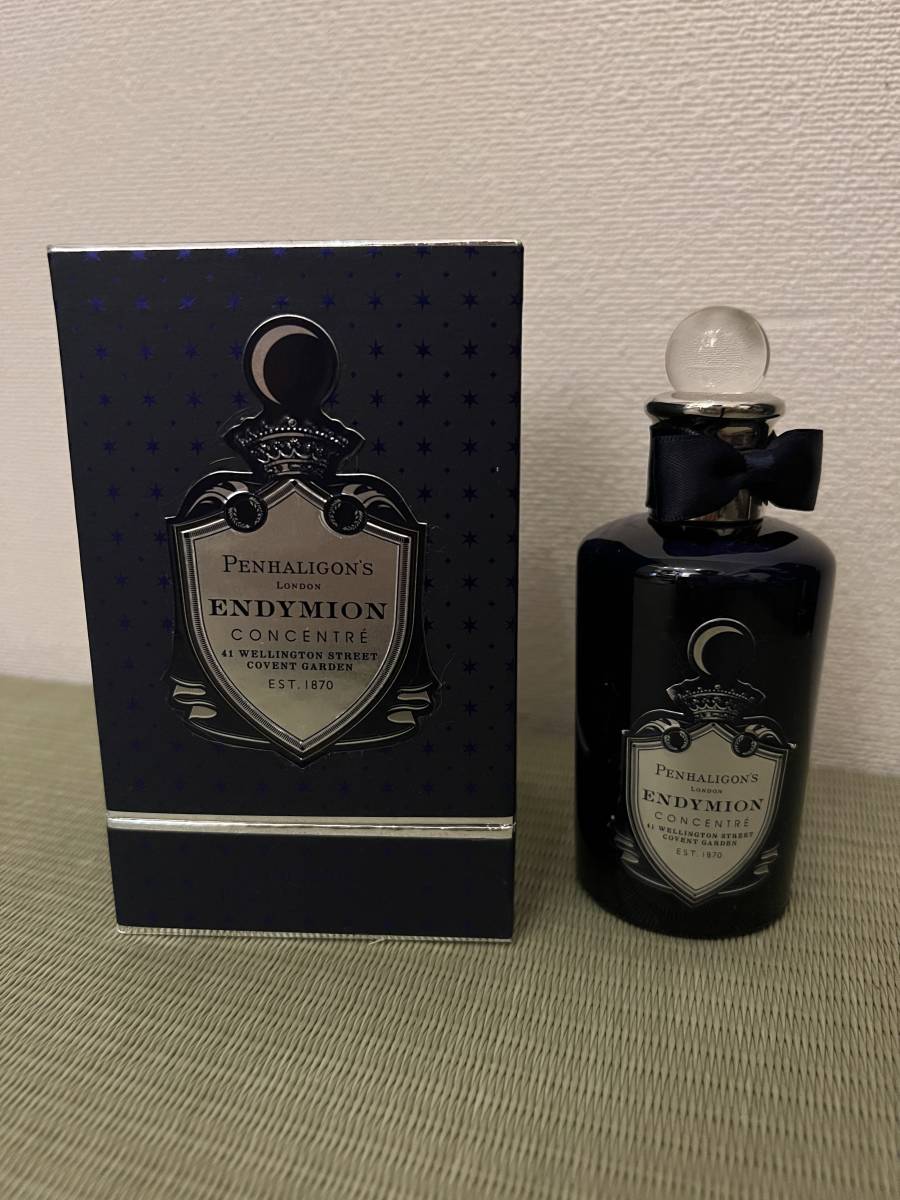 PENHALIGON'S
LONDON
ENDYMION
CONCENTRÉ
41 WELLINGTON STREET
COVENT GARDEN
EST. 1870
PENHALIGON'S
LONDON
ENDYMION
CONCENTRÉ
41 WELLINGTON STREET
COVENT GARDEN
EST. 1870